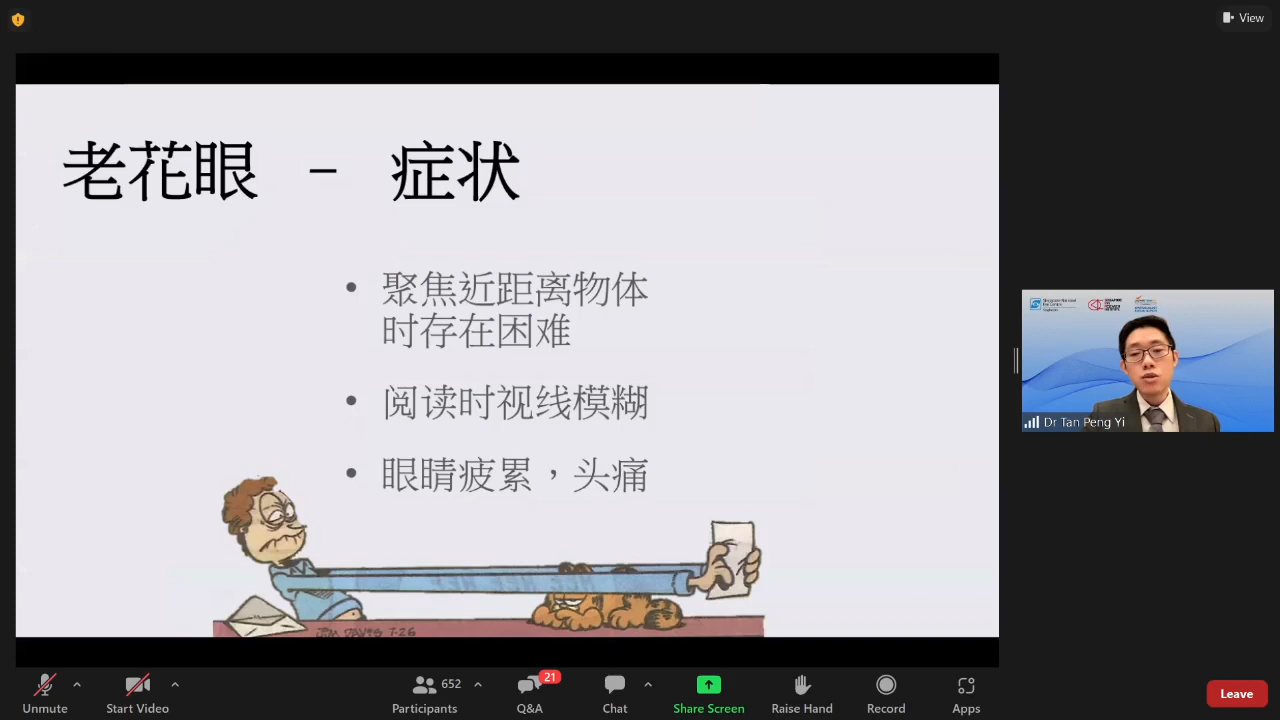 View
老花眼 - 症状
• 聚焦近距离物体
时存在困难
• 阅读时视线模糊
• 眼睛疲累，头痛
JIM DAVIS 7-26
Dr Tan Peng Yi
Unmute
Start Video
652
Participants
21
Q&A
Chat
Share Screen
Raise Hand
Record
Apps
Leave